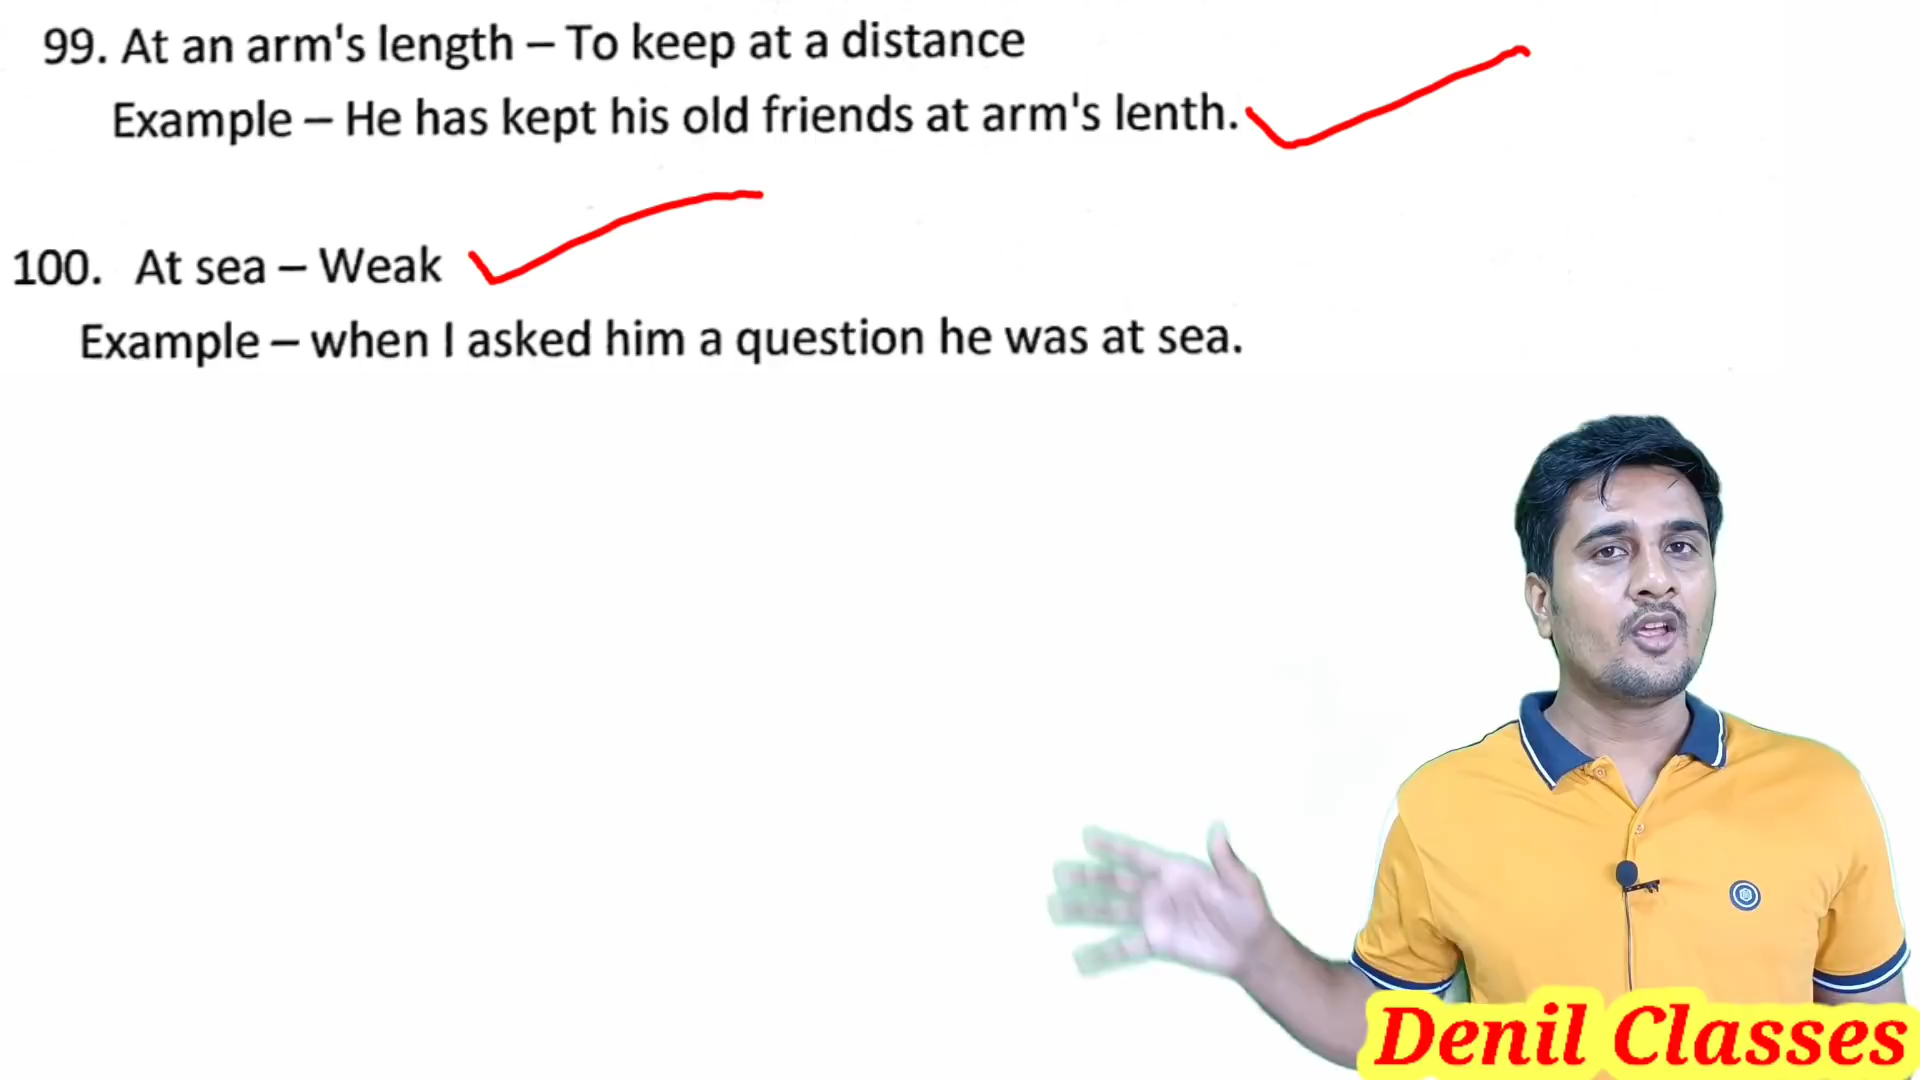 99. At an arm's length – To keep at a distance
Example – He has kept his old friends at arm's lenth.
100. At sea – Weak
Example – when I asked him a question he was at sea.
Denil Classes